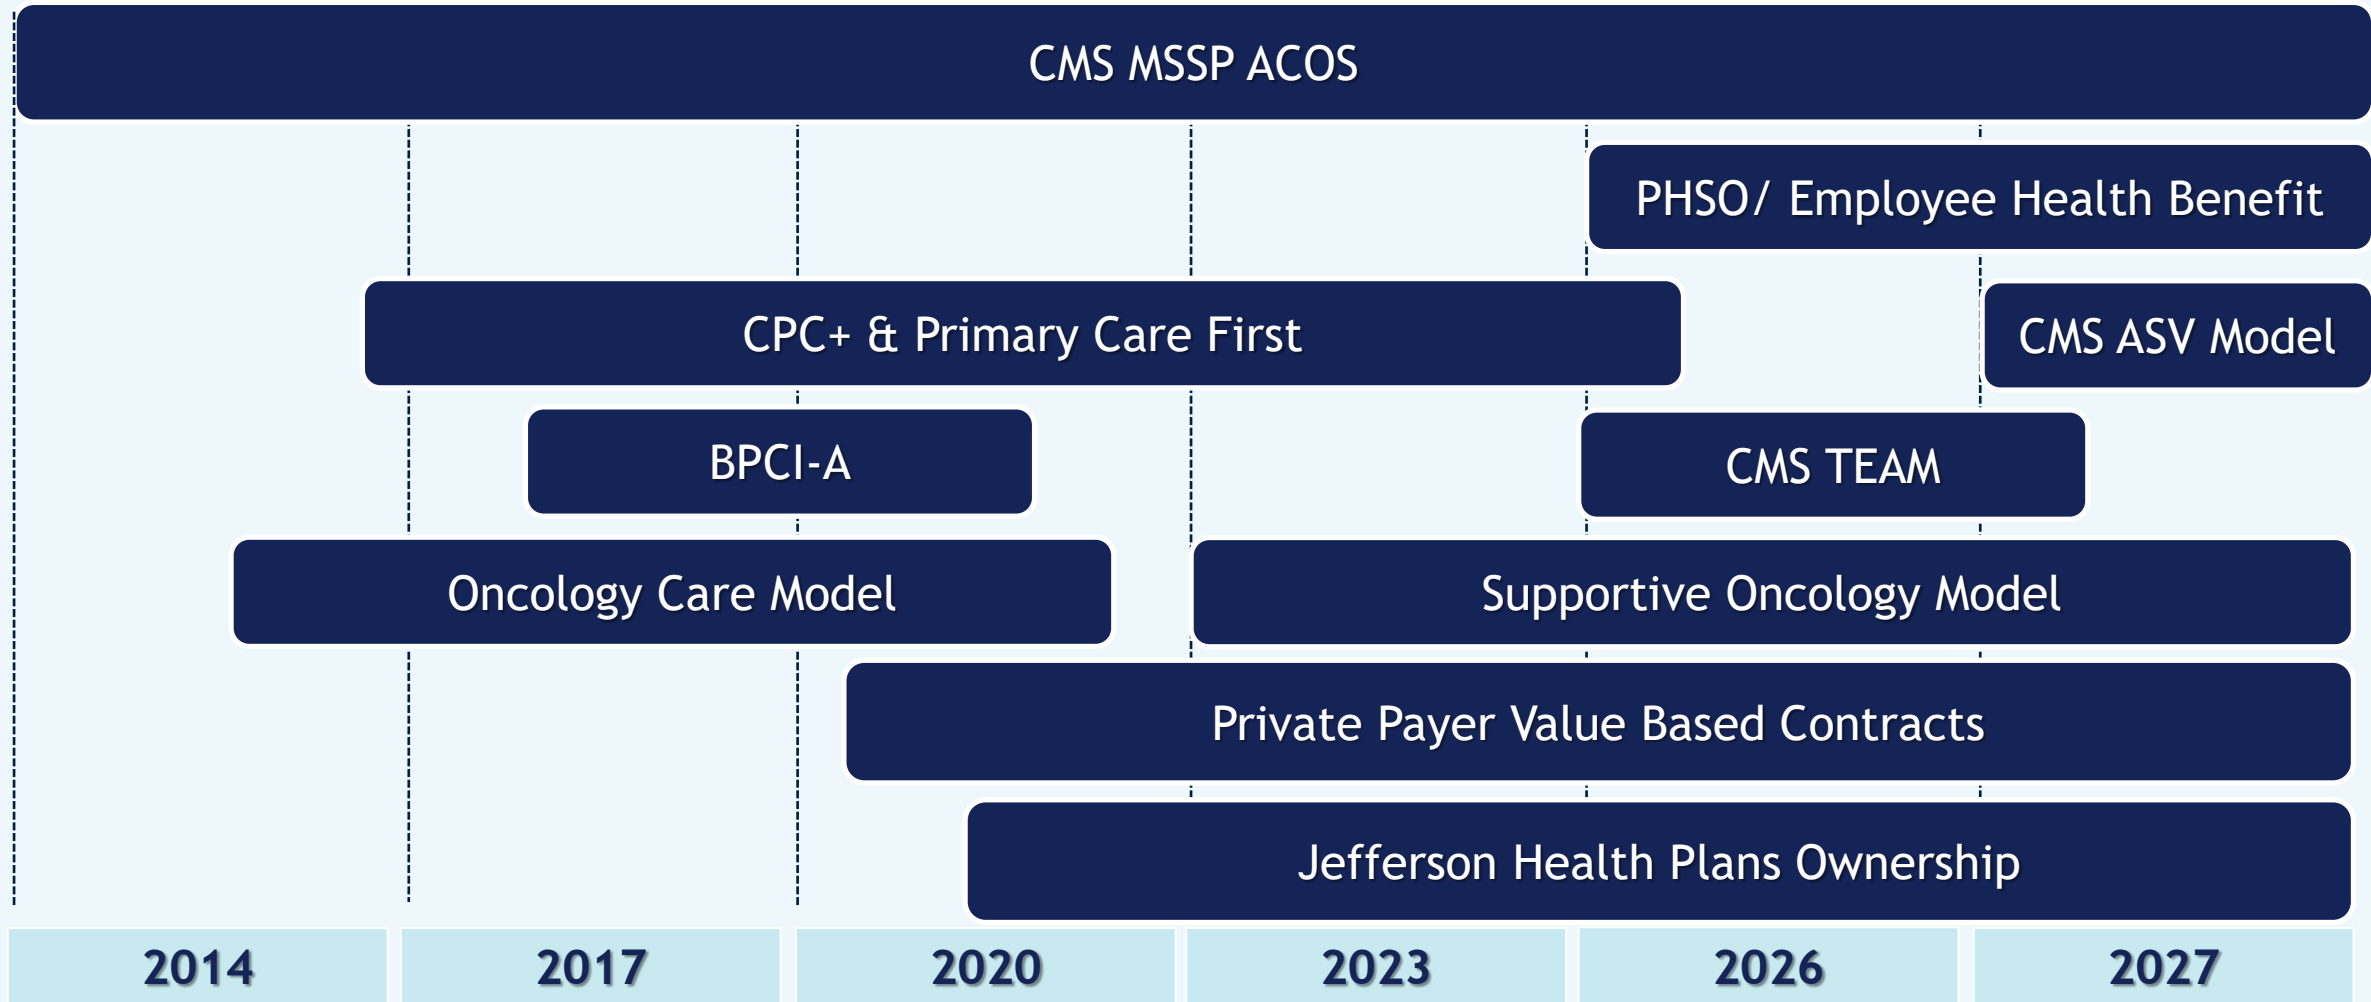 CMS MSSP ACOS
PHSO/ Employee Health Benefit
CPC+ & Primary Care First
CMS ASV Model
BPCI-A
CMS TEAM
Oncology Care Model
Supportive Oncology Model
Private Payer Value Based Contracts
Jefferson Health Plans Ownership
2014
2017
2020
2023
2026
2027